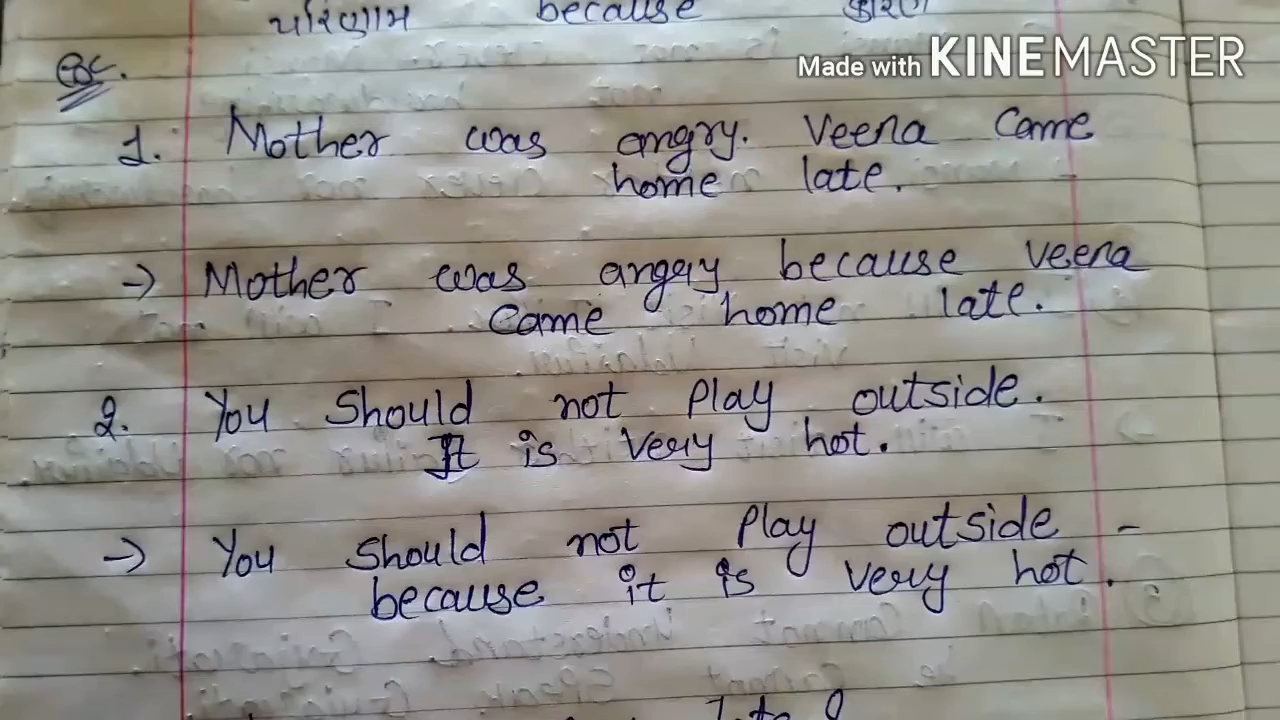 પરિણામ because કારણ
Made with KINEMASTER
Ex.
1. Mother was angry. Veena came
home late.
→ Mother was angry because veena
came home late.
2. You should not play outside.
It is very hot.
→ You should not play outside -
because it is very hot.